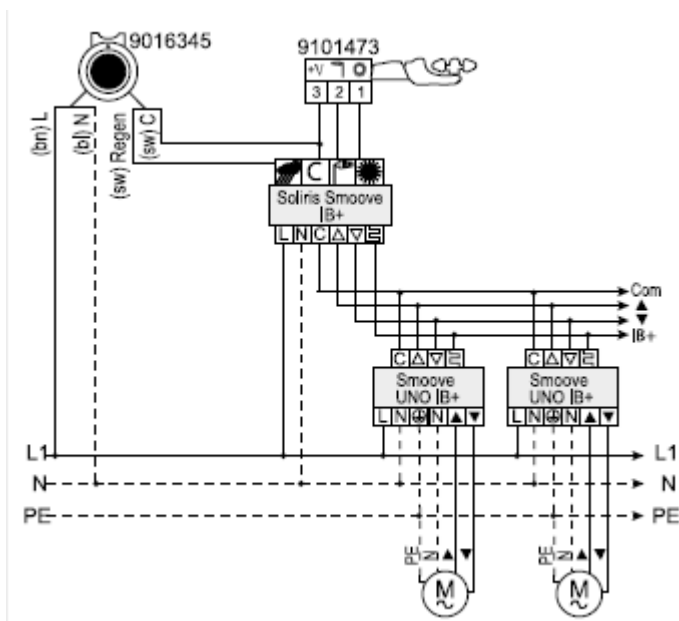 9016345
9101473
+V
3 2 1
(bn) L
(bl) N
(sw) Regen
(sw) C
C
Soliris Smoove
IB+
L N C
Com
IB+
C
C
Smoove
UNO IB+
Smoove
UNO IB+
L N N
L N N
L1
L1
N
N
PE
PE
PE
N
PE
N
M
~
M
~